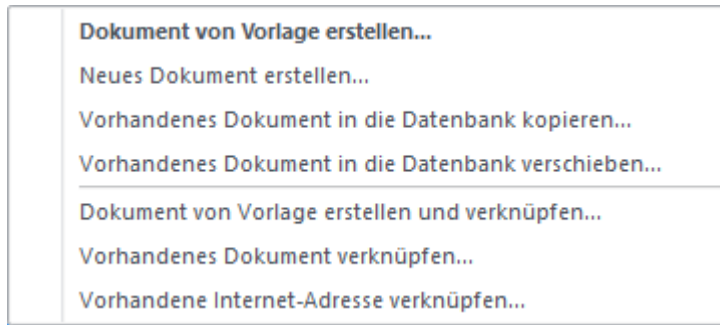 Dokument von Vorlage erstellen...
Neues Dokument erstellen...
Vorhandenes Dokument in die Datenbank kopieren...
Vorhandenes Dokument in die Datenbank verschieben...
Dokument von Vorlage erstellen und verknüpfen...
Vorhandenes Dokument verknüpfen...
Vorhandene Internet-Adresse verknüpfen...